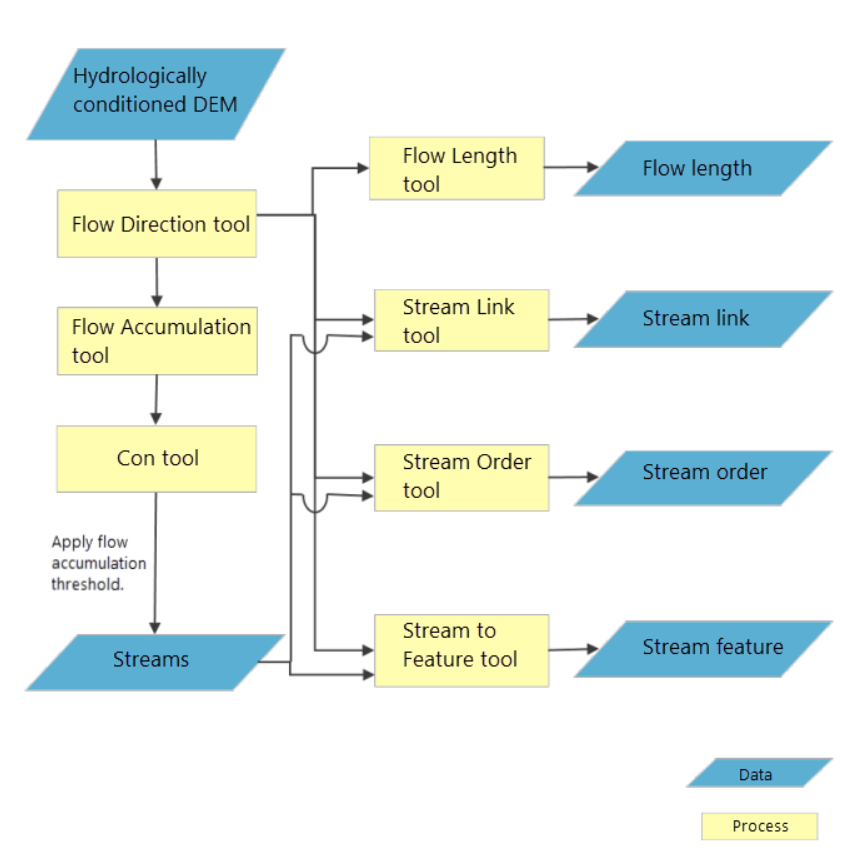 Hydrologically
conditioned DEM
Flow Direction tool
Flow Accumulation
tool
Con tool
Apply flow
accumulation
threshold.
Streams
Flow Length
tool
Flow length
Stream Link
tool
Stream link
Stream Order
tool
Stream order
Stream to
Feature tool
Stream feature
Data
Process